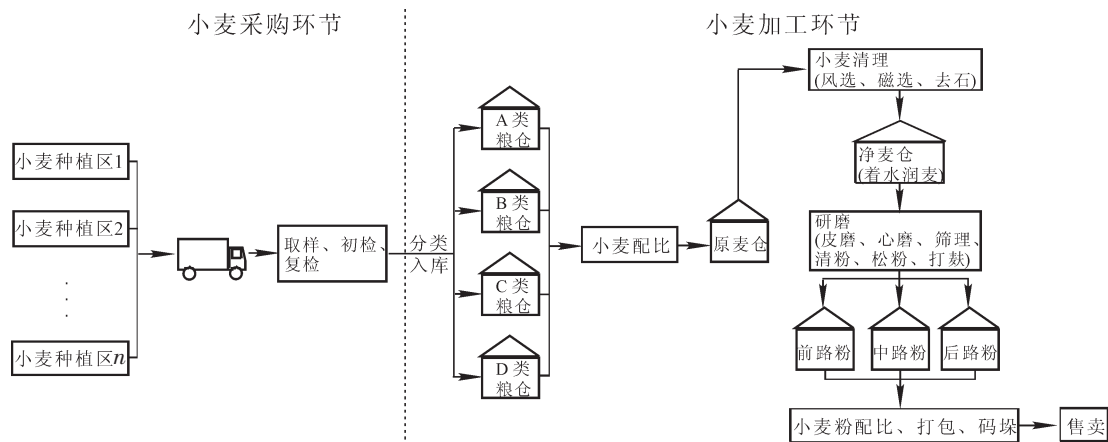 小麦采购环节
小麦加工环节
小麦种植区1
小麦种植区2
小麦种植区n
取样、初检、
复检
分类
入库
A类
粮仓
B类
粮仓
C类
粮仓
D类
粮仓
小麦配比
原麦仓
小麦清理
(风选、磁选、去石)
净麦仓
(着水润麦)
研磨
(皮磨、心磨、筛理、
清粉、松粉、打麸)
前路粉
中路粉
后路粉
小麦粉配比、打包、码垛
售卖